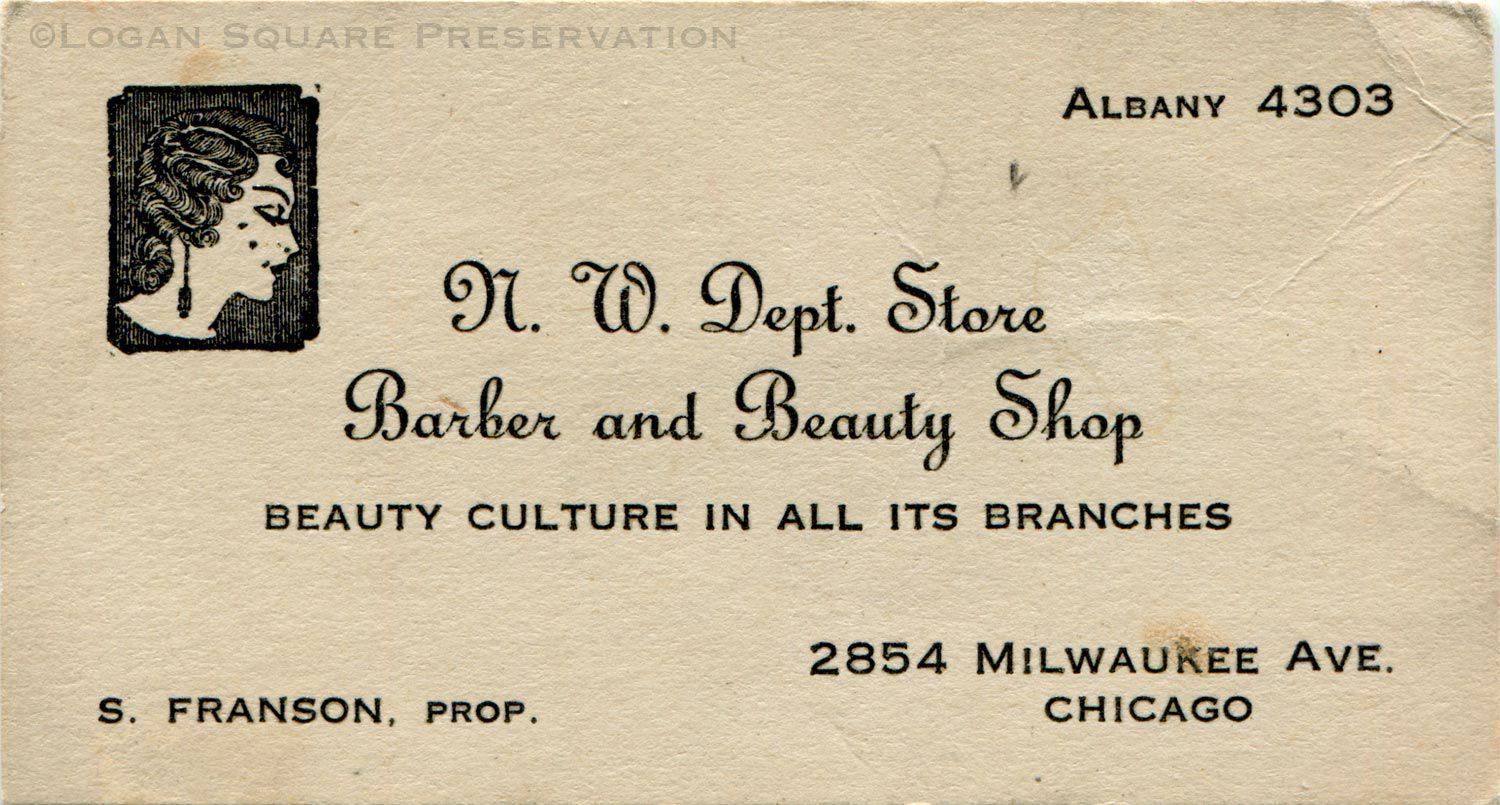 ©Logan Square Preservation
Albany 4303
N. W. Dept. Store
Barber and Beauty Shop
BEAUTY CULTURE IN ALL ITS BRANCHES
2854 Milwaukee Ave.
CHICAGO
S. FRANSON, PROP.